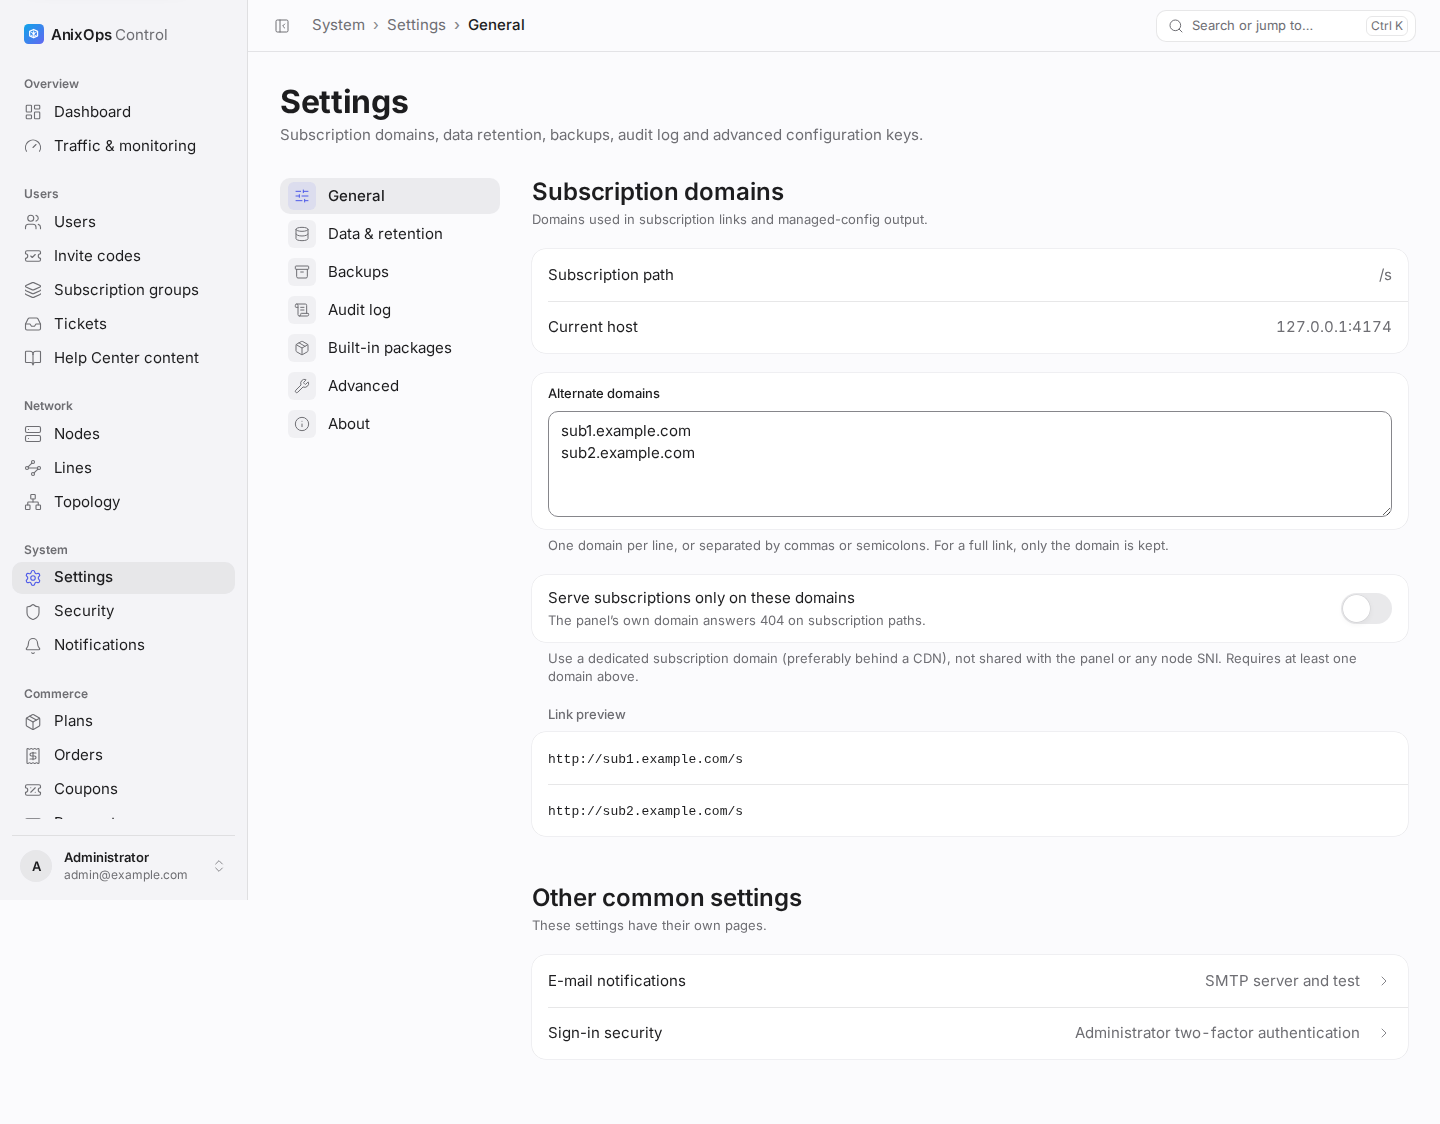 AnixOps Control
Overview
Dashboard
Traffic & monitoring
Users
Users
Invite codes
Subscription groups
Tickets
Help Center content
Network
Nodes
Lines
Topology
System
Settings
Security
Notifications
Commerce
Plans
Orders
Coupons
A
Administrator
admin@example.com
System › Settings › General
Search or jump to...
Ctrl K
Settings
Subscription domains, data retention, backups, audit log and advanced configuration keys.
General
Data & retention
Backups
Audit log
Built-in packages
Advanced
About
Subscription domains
Domains used in subscription links and managed-config output.
Subscription path /s
Current host 127.0.0.1:4174
Alternate domains
sub1.example.com
sub2.example.com
One domain per line, or separated by commas or semicolons. For a full link, only the domain is kept.
Serve subscriptions only on these domains
The panel’s own domain answers 404 on subscription paths.
Use a dedicated subscription domain (preferably behind a CDN), not shared with the panel or any node SNI. Requires at least one
domain above.
Link preview
http://sub1.example.com/s
http://sub2.example.com/s
Other common settings
These settings have their own pages.
E-mail notifications SMTP server and test
Sign-in security Administrator two-factor authentication